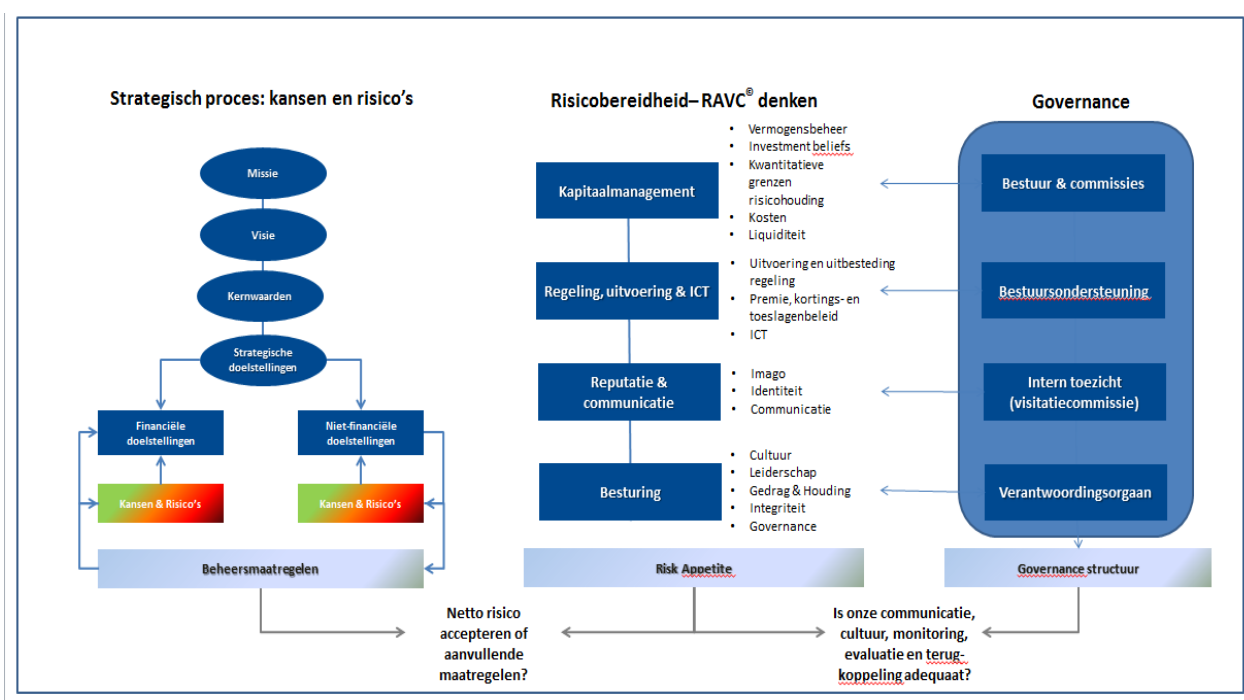 Strategisch proces: kansen en risico's
Missie
Visie
Kernwaarden
Strategische
doelstellingen
Financiële
doelstellingen
Niet-financiële
doelstellingen
Kansen & Risico's
Kansen & Risico's
Beheersmaatregelen
Risicobereidheid– RAVC® denken
Kapitaalmanagement
• Vermogensbeheer
• Investment beliefs
• Kwantitatieve
grenzen
risicohouding
• Kosten
• Liquiditeit
Regeling, uitvoering & ICT
• Uitvoering en uitbesteding
regeling
• Premie, kortings- en
toeslagenbeleid
• ICT
Reputatie &
communicatie
• Imago
• Identiteit
• Communicatie
Besturing
• Cultuur
• Leiderschap
• Gedrag & Houding
• Integriteit
• Governance
Risk Appetite
Governance
Bestuur & commissies
Bestuursondersteuning
Intern toezicht
(visitatiecommissie)
Verantwoordingsorgaan
Governance structuur
Netto risico
accepteren of
aanvullende
maatregelen?
Is onze communicatie,
cultuur, monitoring,
evaluatie en terug-
koppeling adequaat?